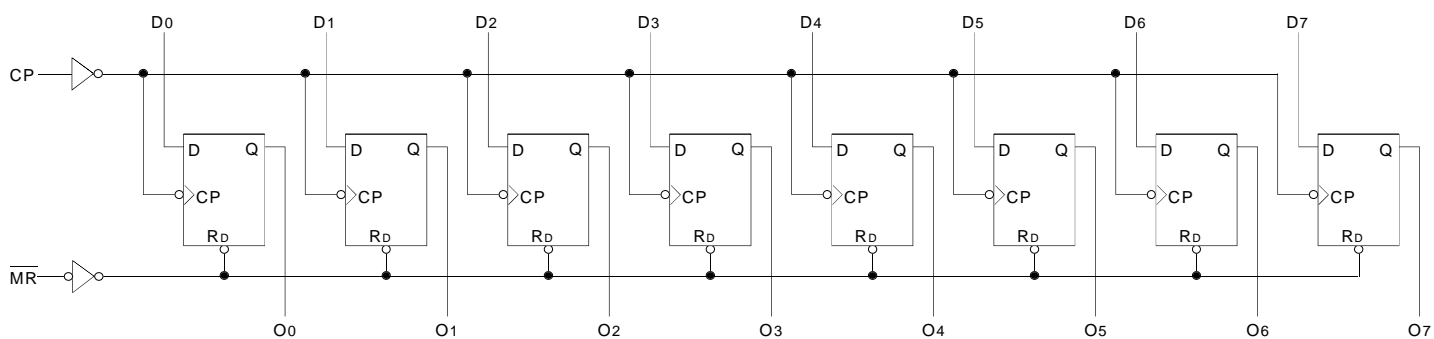 D0 D1 D2 D3 D4 D5 D6 D7
CP
D Q D Q D Q D Q D Q D Q D Q D Q
CP CP CP CP CP CP CP CP
RD RD RD RD RD RD RD RD
M̅R̅
O0 O1 O2 O3 O4 O5 O6 O7